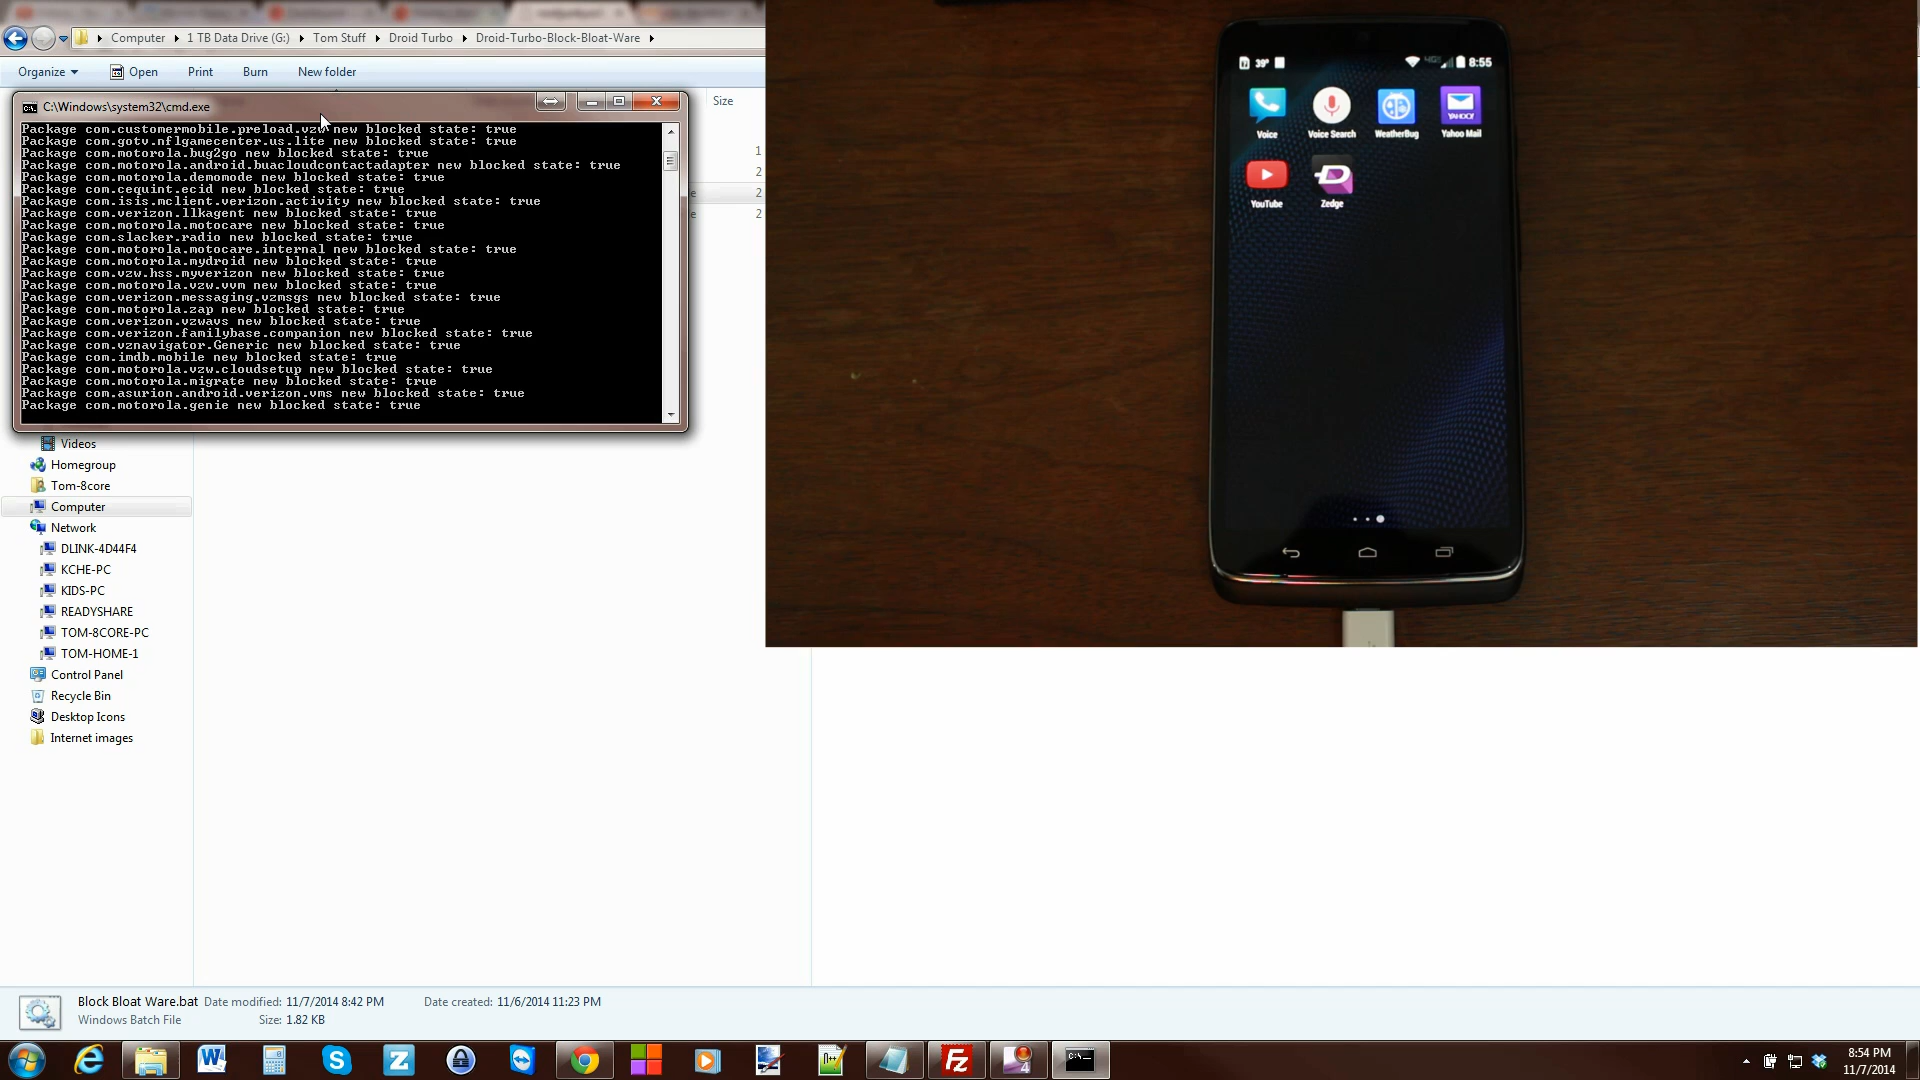 Computer
1 TB Data Drive (G:)
Tom Stuff
Droid Turbo
Droid-Turbo-Block-Bloat-Ware
Organize
Open
Print
Burn
New folder
Size
1
2
2
2
C:\Windows\system32\cmd.exe
Package com.customermobile.preload.vzw new blocked state: true
Package com.gotv.nflgamecenter.us.lite new blocked state: true
Package com.motorola.bug2go new blocked state: true
Package com.motorola.android.buacloudcontactadapter new blocked state: true
Package com.motorola.demomode new blocked state: true
Package com.cequint.ecid new blocked state: true
Package com.isis.mclient.verizon.activity new blocked state: true
Package com.verizon.llkagent new blocked state: true
Package com.motorola.motocare new blocked state: true
Package com.slacker.radio new blocked state: true
Package com.motorola.motocare.internal new blocked state: true
Package com.motorola.mydroid new blocked state: true
Package com.vzw.hss.myverizon new blocked state: true
Package com.motorola.vzw.vvm new blocked state: true
Package com.verizon.messaging.vzmsgs new blocked state: true
Package com.motorola.zap new blocked state: true
Package com.verizon.vzwavs new blocked state: true
Package com.verizon.familybase.companion new blocked state: true
Package com.vznavigator.Generic new blocked state: true
Package com.imdb.mobile new blocked state: true
Package com.motorola.vzw.cloudsetup new blocked state: true
Package com.motorola.migrate new blocked state: true
Package com.asurion.android.verizon.vms new blocked state: true
Package com.motorola.genie new blocked state: true
Videos
Homegroup
Tom-8core
Computer
Network
DLINK-4D44F4
KCHE-PC
KIDS-PC
READYSHARE
TOM-8CORE-PC
TOM-HOME-1
Control Panel
Recycle Bin
Desktop Icons
Internet images
39°
8:55
Voice
Voice Search
WeatherBug
Yahoo Mail
YAHOO!
YouTube
Zedge
Block Bloat Ware.bat
Date modified: 11/7/2014 8:42 PM
Date created: 11/6/2014 11:23 PM
Windows Batch File
Size: 1.82 KB
8:54 PM
11/7/2014